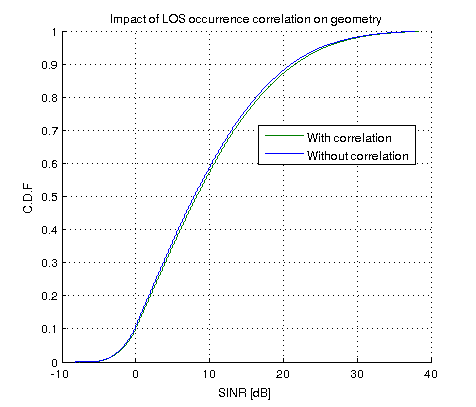 Impact of LOS occurrence correlation on geometry
1
0.9
0.8
0.7
0.6
0.5
0.4
0.3
0.2
0.1
0
C.D.F
With correlation
Without correlation
-10 0 10 20 30 40
SINR [dB]